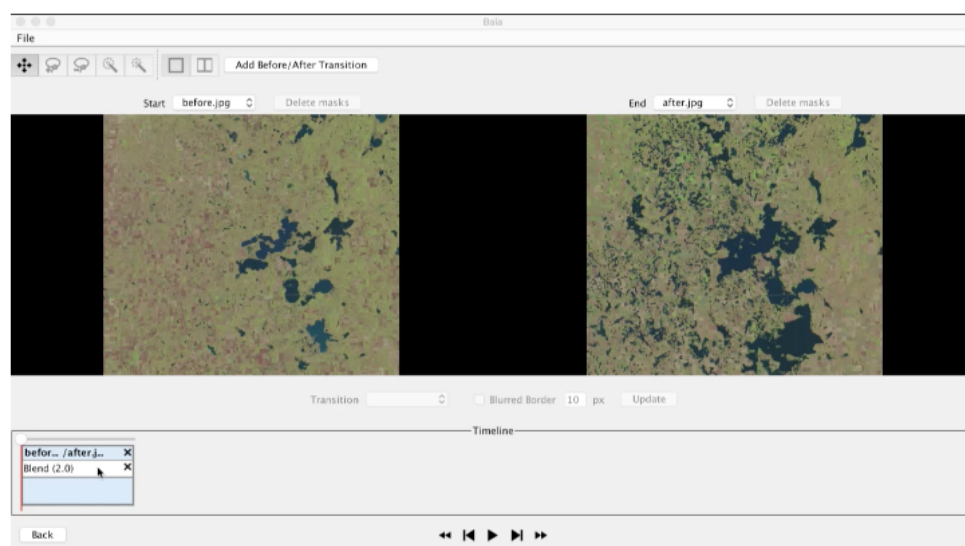 Baia
File
Add Before/After Transition
Start before.jpg Delete masks End after.jpg Delete masks
Transition Blurred Border 10 px Update
Timeline
befor... /after.j...
Blend (2.0)
Back